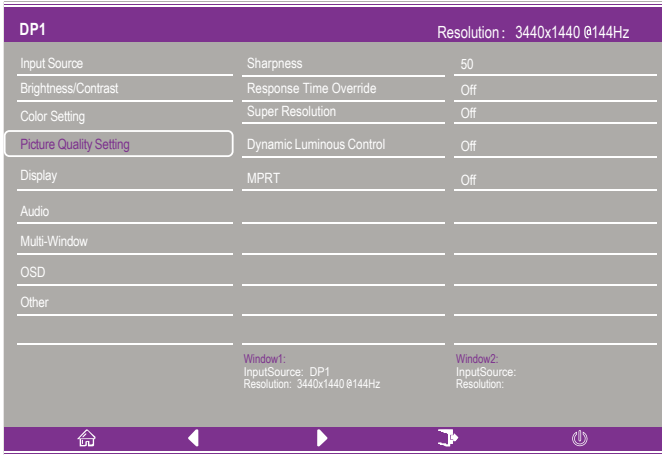 DP1
Resolution : 3440x1440 @144Hz
Input Source
Sharpness
50
Brightness/Contrast
Response Time Override
Off
Color Setting
Super Resolution
Off
Picture Quality Setting
Dynamic Luminous Control
Off
Display
MPRT
Off
Audio
Multi-Window
OSD
Other
Window1:
InputSource: DP1
Resolution: 3440x1440@144Hz
Window2:
InputSource:
Resolution: